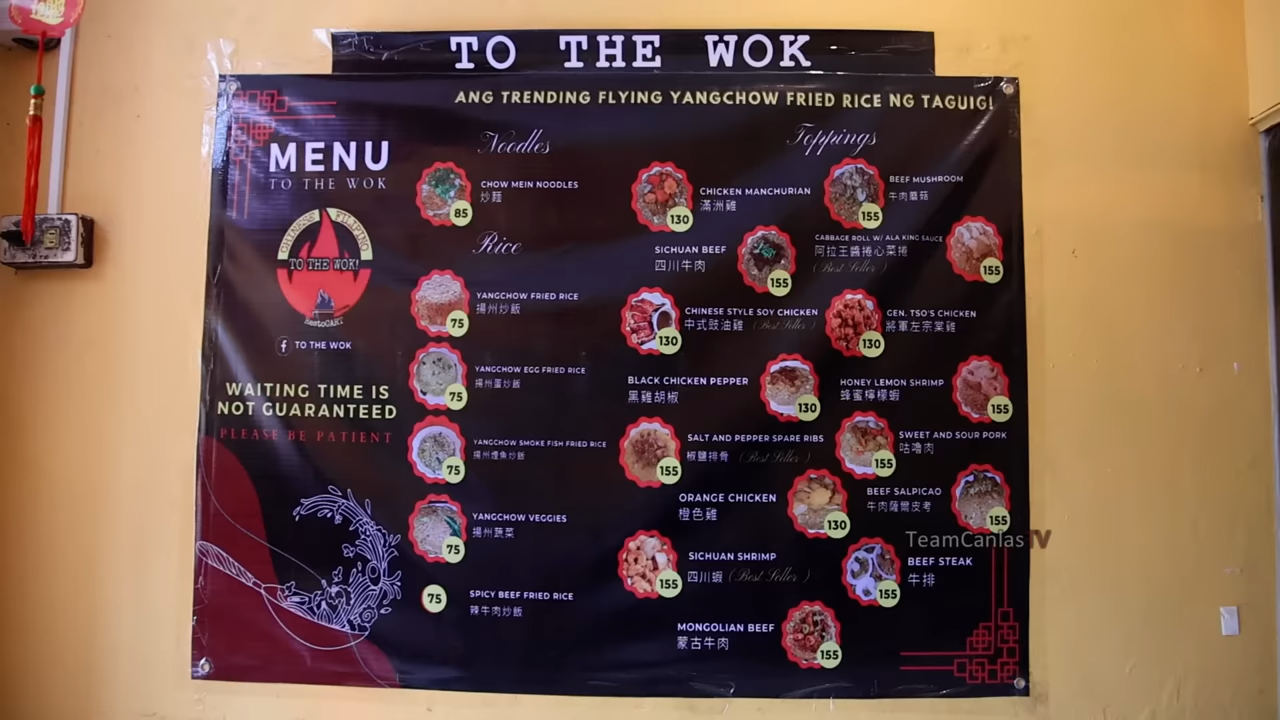 TO THE WOK
ANG TRENDING FLYING YANGCHOW FRIED RICE NG TAGUIG!
MENU
TO THE WOK
CHINESE FILIPINO
TO THE WOK!
RestoCART
f TO THE WOK
WAITING TIME IS
NOT GUARANTEED
PLEASE BE PATIENT
Noodles
CHOW MEIN NOODLES
炒麵
85
Rice
YANGCHOW FRIED RICE
揚州炒飯
75
YANGCHOW EGG FRIED RICE
揚州蛋炒飯
75
YANGCHOW SMOKE FISH FRIED RICE
揚州燻魚炒飯
75
YANGCHOW VEGGIES
揚州蔬菜
75
SPICY BEEF FRIED RICE
辣牛肉炒飯
75
Toppings
CHICKEN MANCHURIAN
滿洲雞
130
SICHUAN BEEF
四川牛肉
155
CHINESE STYLE SOY CHICKEN
中式豉油雞 (Best Seller)
130
BLACK CHICKEN PEPPER
黑雞胡椒
130
SALT AND PEPPER SPARE RIBS
椒鹽排骨 (Best Seller)
155
ORANGE CHICKEN
橙色雞
130
SICHUAN SHRIMP
四川蝦 (Best Seller)
155
MONGOLIAN BEEF
蒙古牛肉
155
BEEF MUSHROOM
牛肉蘑菇
155
CABBAGE ROLL W/ ALA KING SAUCE
阿拉王醬捲心菜捲
(Best Seller)
155
GEN. TSO'S CHICKEN
將軍左宗棠雞
130
HONEY LEMON SHRIMP
蜂蜜檸檬蝦
155
SWEET AND SOUR PORK
咕嚕肉
155
BEEF SALPICAO
牛肉薩爾皮考
155
BEEF STEAK
牛排
155
TeamCanlasTV